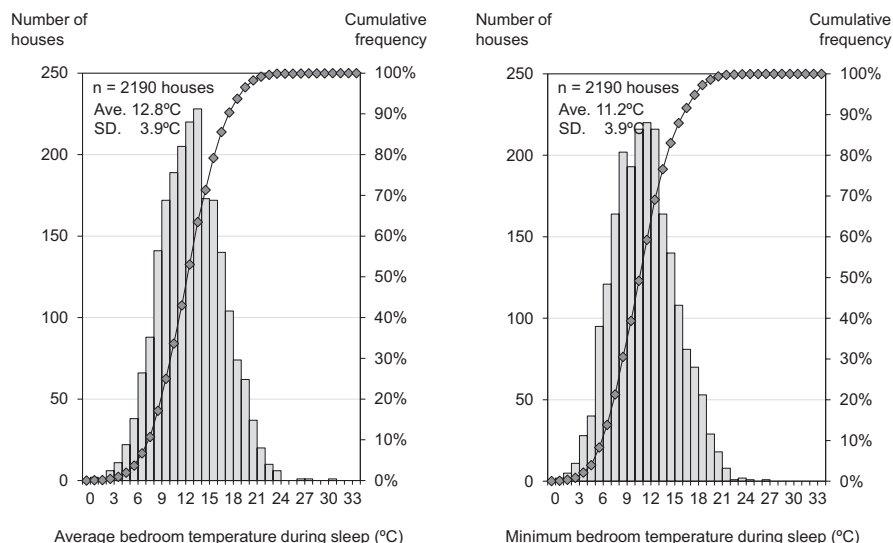 Number of houses
Cumulative frequency
250
200
150
100
50
0
n = 2190 houses
Ave. 12.8ºC
SD. 3.9ºC
100%
90%
80%
70%
60%
50%
40%
30%
20%
10%
0%
0 3 6 9 12 15 18 21 24 27 30 33
Average bedroom temperature during sleep (ºC)
Number of houses
Cumulative frequency
250
200
150
100
50
0
n = 2190 houses
Ave. 11.2ºC
SD. 3.9ºC
100%
90%
80%
70%
60%
50%
40%
30%
20%
10%
0%
0 3 6 9 12 15 18 21 24 27 30 33
Minimum bedroom temperature during sleep (ºC)